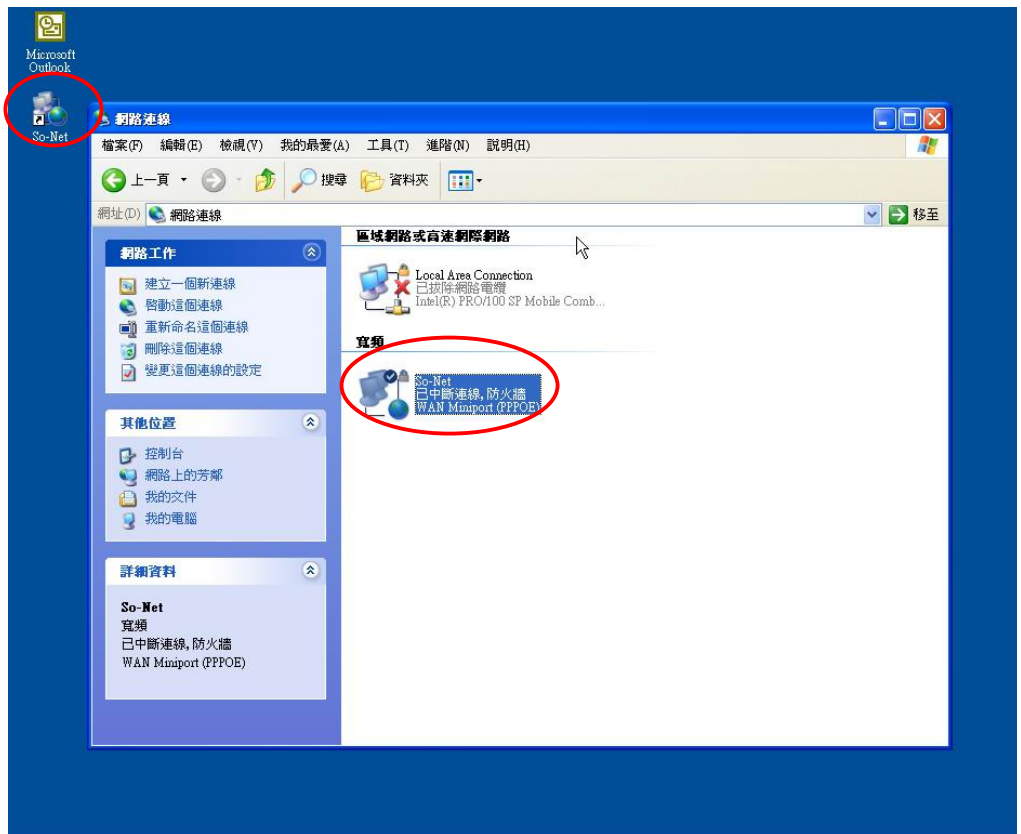 Microsoft
Outlook
So-Net
網路連線
檔案(F) 編輯(E) 檢視(V) 我的最愛(A) 工具(T) 進階(N) 說明(H)
上一頁 搜尋 資料夾
網址(D) 網路連線 移至
網路工作
建立一個新連線
啓動這個連線
重新命名這個連線
刪除這個連線
變更這個連線的設定
其他位置
控制台
網路上的芳鄰
我的文件
我的電腦
詳細資料
So-Net
寬頻
已中斷連線, 防火牆
WAN Miniport (PPPOE)
區域網路或高速網際網路
Local Area Connection
已拔除網路電纜
Intel(R) PRO/100 SP Mobile Comb...
寬頻
So-Net
已中斷連線, 防火牆
WAN Miniport (PPPOE)